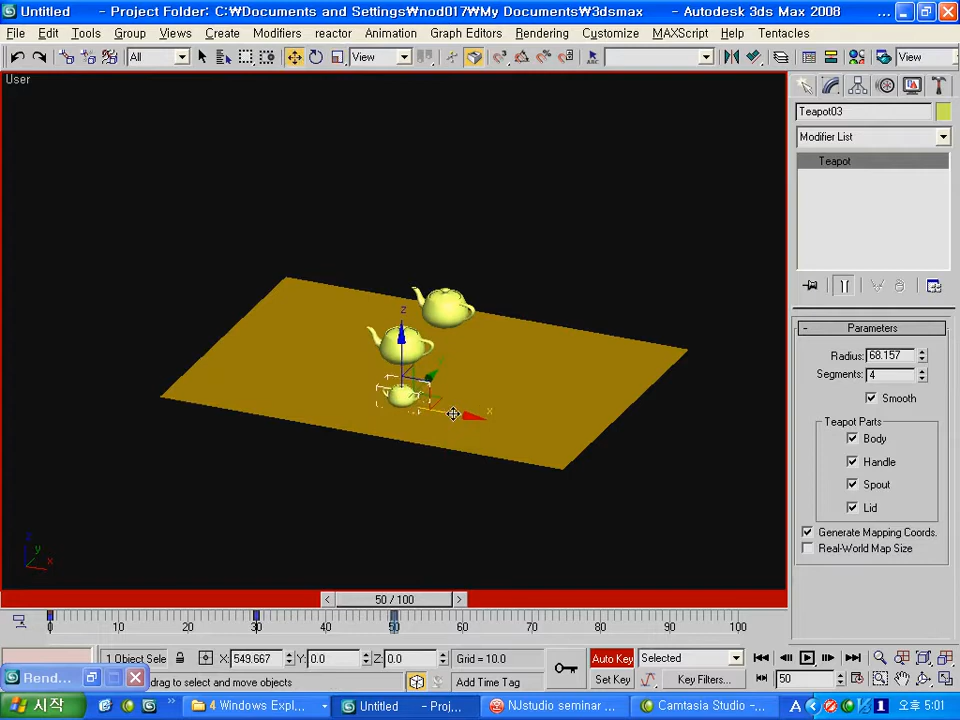 Untitled - Project Folder: C:₩Documents and Settings₩nod017₩My Documents₩3dsmax - Autodesk 3ds Max 2008 ...
File Edit Tools Group Views Create Modifiers reactor Animation Graph Editors Rendering Customize MAXScript Help Tentacles
All View View
User
Teapot03
Modifier List
Teapot
- Parameters
Radius: 68.157
Segments: 4
Smooth
Teapot Parts
Body
Handle
Spout
Lid
Generate Mapping Coords.
Real-World Map Size
z
y
x
z
y
x
< 50 / 100 >
0 10 20 30 40 50 60 70 80 90 100
1 Object Sele X: 549.667 Y: 0.0 Z: 0.0 Grid = 10.0 Auto Key Selected
Rend... drag to select and move objects Add Time Tag Set Key Key Filters... 50
시작 4 Windows Expl... Untitled - Proj... NJstudio seminar ... Camtasia Studio - ... A 오후 5:01